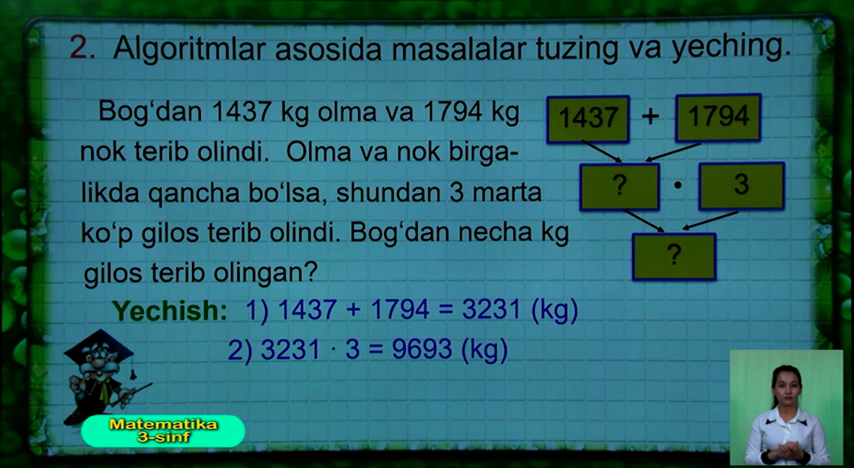 2. Algoritmlar asosida masalalar tuzing va yeching.
Bog‘dan 1437 kg olma va 1794 kg
nok terib olindi. Olma va nok birga-
likda qancha bo‘lsa, shundan 3 marta
ko‘p gilos terib olindi. Bog‘dan necha kg
gilos terib olingan?
1437 + 1794
? · 3
?
Yechish: 1) 1437 + 1794 = 3231 (kg)
2) 3231 · 3 = 9693 (kg)
Matematika
3-sinf